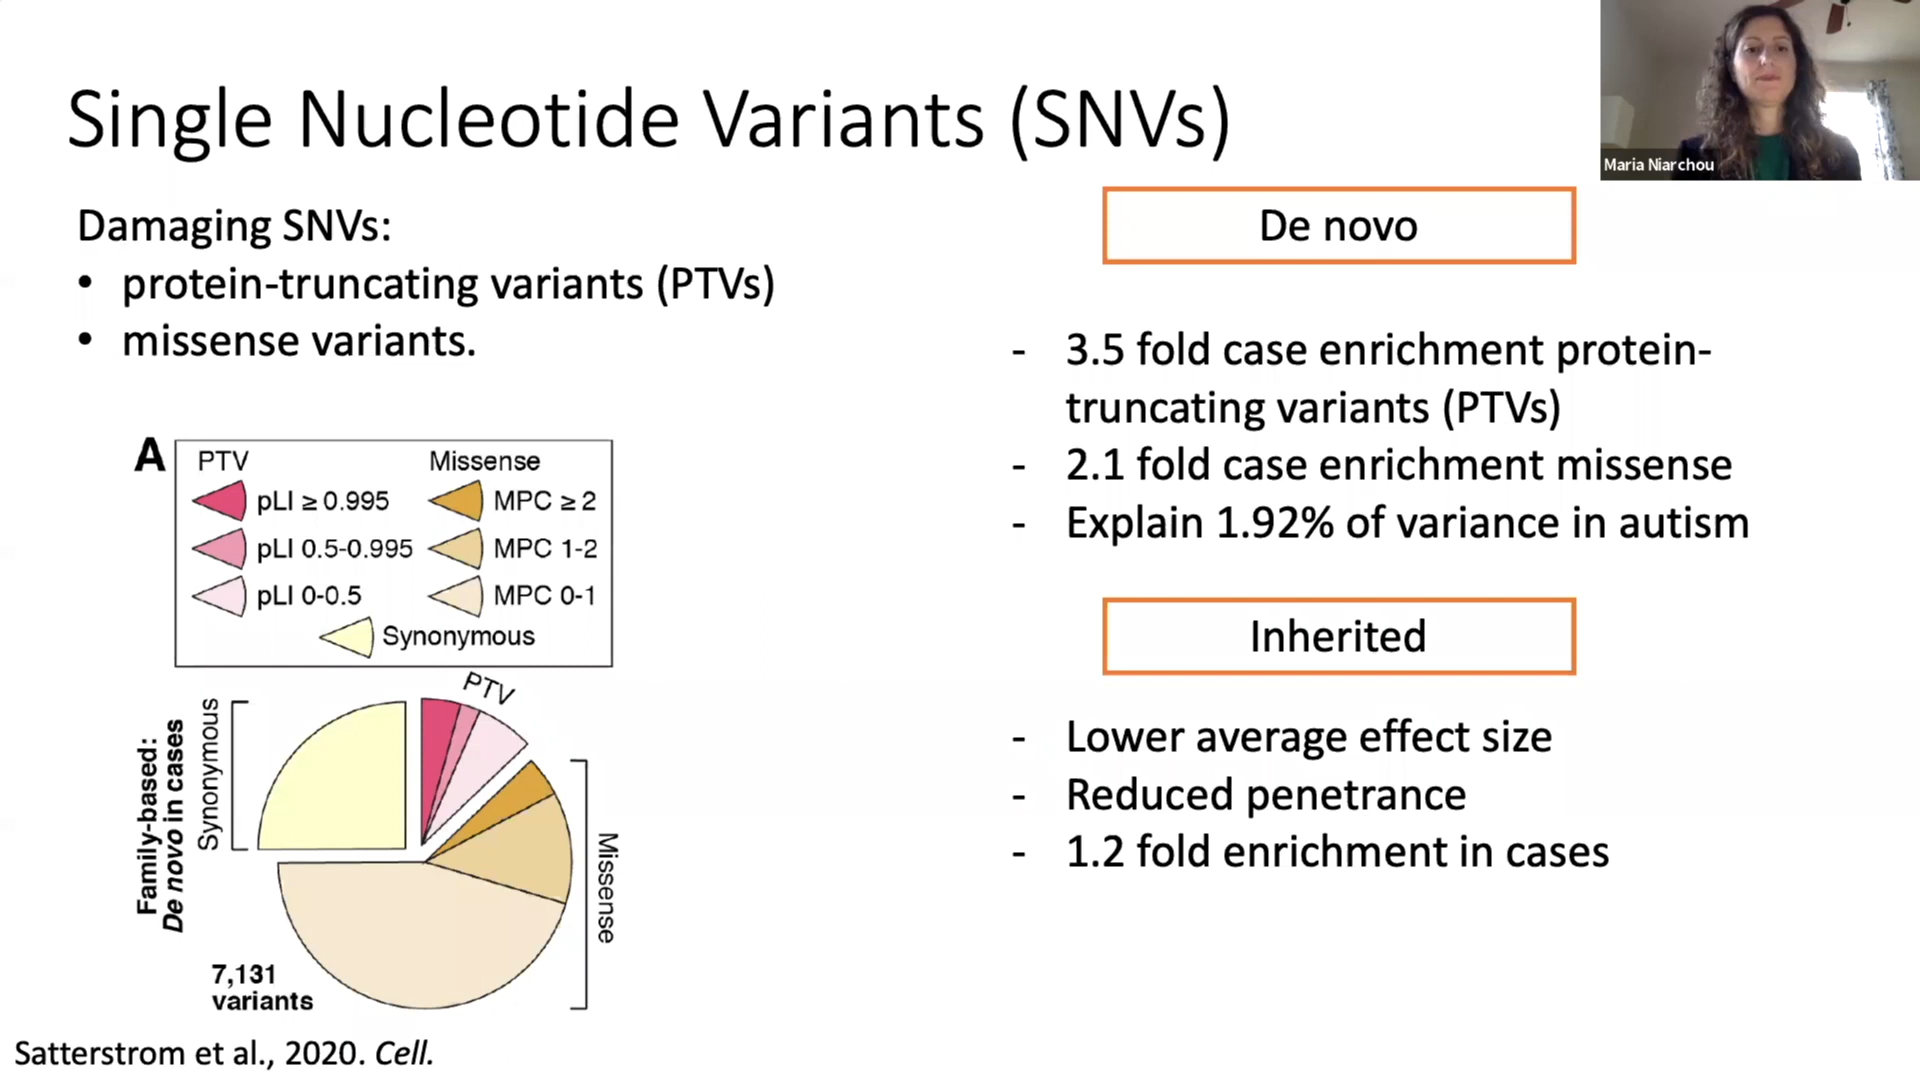 Single Nucleotide Variants (SNVs)
Maria Niarchou
Damaging SNVs:
• protein-truncating variants (PTVs)
• missense variants.
A
PTV
Missense
pLI ≥ 0.995
MPC ≥ 2
pLI 0.5-0.995
MPC 1-2
pLI 0-0.5
MPC 0-1
Synonymous
PTV
Synonymous
Family-based:
De novo in cases
Missense
7,131
variants
Satterstrom et al., 2020. Cell.
De novo
- 3.5 fold case enrichment protein-
truncating variants (PTVs)
- 2.1 fold case enrichment missense
- Explain 1.92% of variance in autism
Inherited
- Lower average effect size
- Reduced penetrance
- 1.2 fold enrichment in cases